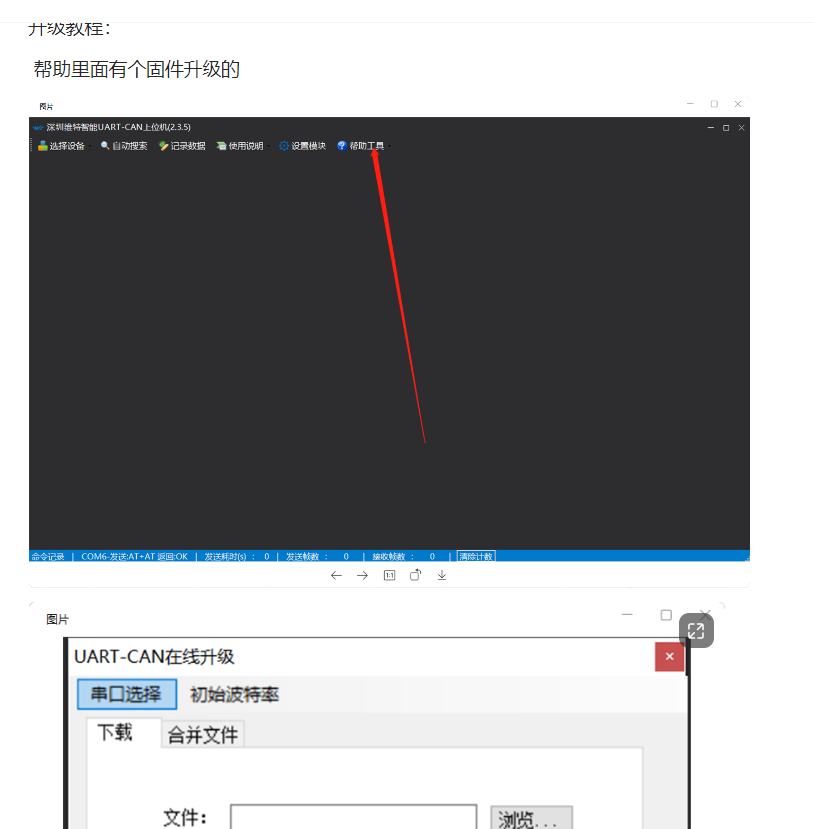 升级教程：
帮助里面有个固件升级的
图片
深圳维特智能UART-CAN上位机(2.3.5)
选择设备 自动搜索 记录数据 使用说明 设置模块 帮助工具
命令记录 | COM6-发送:AT+AT 返回:OK | 发送耗时(s) ： 0 | 发送帧数 ： 0 | 接收帧数 ： 0 | 清除计数
1:1
图片
UART-CAN在线升级
串口选择 初始波特率
下载 合并文件
文件： 浏览...